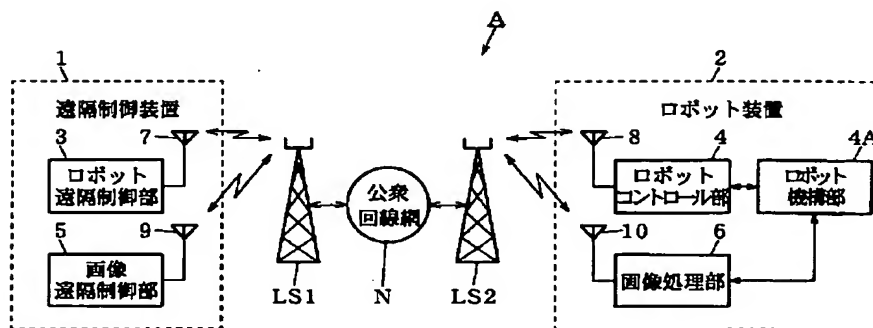 A
1
遠隔制御装置
3
7
ロボット
遠隔制御部
5
9
画像
遠隔制御部
LS1
公衆
回線網
N
LS2
2
ロボット装置
8
4
4A
ロボット
コントロール部
ロボット
機構部
10
6
画像処理部